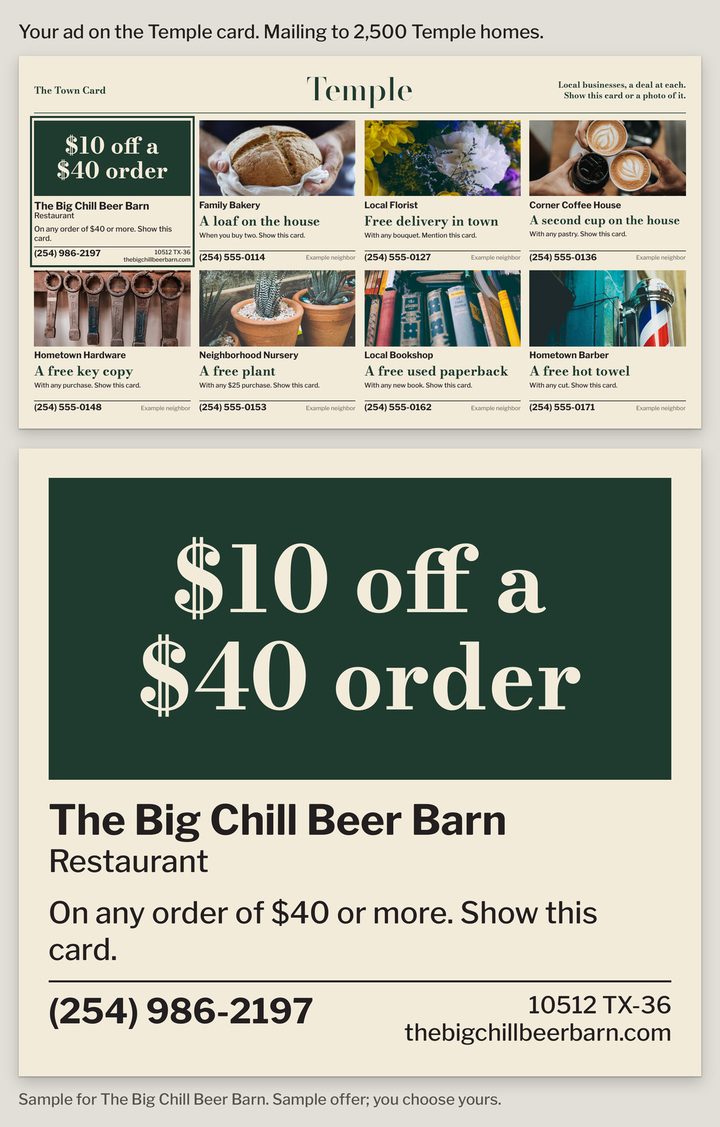 Your ad on the Temple card. Mailing to 2,500 Temple homes.
The Town Card
Temple
Local businesses, a deal at each.
Show this card or a photo of it.
$10 off a
$40 order
The Big Chill Beer Barn
Restaurant
On any order of $40 or more. Show this
card.
(254) 986-2197
10512 TX-36
thebigchillbeerbarn.com
Family Bakery
A loaf on the house
When you buy two. Show this card.
(254) 555-0114
Example neighbor
Local Florist
Free delivery in town
With any bouquet. Mention this card.
(254) 555-0127
Example neighbor
Corner Coffee House
A second cup on the house
With any pastry. Show this card.
(254) 555-0136
Example neighbor
Hometown Hardware
A free key copy
With any purchase. Show this card.
(254) 555-0148
Example neighbor
Neighborhood Nursery
A free plant
With any $25 purchase. Show this card.
(254) 555-0153
Example neighbor
Local Bookshop
A free used paperback
With any new book. Show this card.
(254) 555-0162
Example neighbor
Hometown Barber
A free hot towel
With any cut. Show this card.
(254) 555-0171
Example neighbor
$10 off a
$40 order
The Big Chill Beer Barn
Restaurant
On any order of $40 or more. Show this
card.
(254) 986-2197
10512 TX-36
thebigchillbeerbarn.com
Sample for The Big Chill Beer Barn. Sample offer; you choose yours.